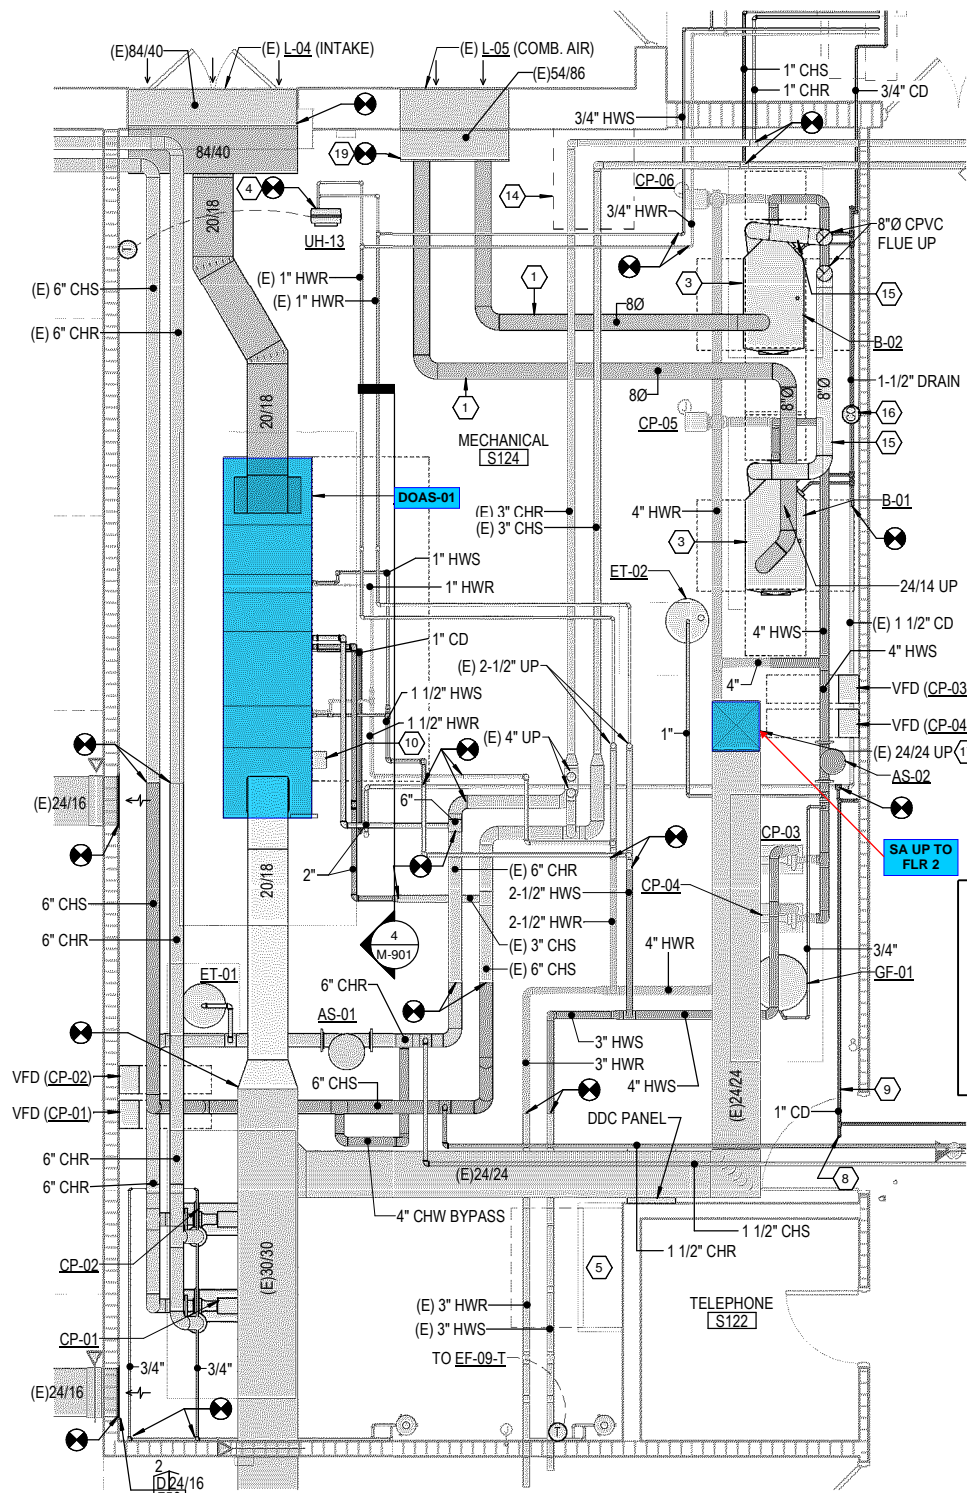 (E)84/40
(E) L-04 (INTAKE)
(E) L-05 (COMB. AIR)
(E)54/86
1" CHS
1" CHR
3/4" CD
3/4" HWS
84/40
19
4
14
CP-06
20/18
UH-13
3/4" HWR
8"Ø CPVC
FLUE UP
T
(E) 6" CHS
(E) 1" HWR
(E) 1" HWR
1
3
15
8Ø
(E) 6" CHR
B-02
1-1/2" DRAIN
8Ø
1
8"Ø
8"Ø
16
20/18
CP-05
MECHANICAL
S124
15
DOAS-01
(E) 3" CHR
(E) 3" CHS
4" HWR
B-01
3
1" HWS
1" HWR
ET-02
24/14 UP
1" CD
4" HWS
(E) 1 1/2" CD
(E) 2-1/2" UP
4" HWS
4"
VFD (CP-03
1 1/2" HWS
1 1/2" HWR
(E) 4" UP
1"
VFD (CP-04
10
(E) 24/24 UP
1
AS-02
(E)24/16
6"
CP-03
SA UP TO
FLR 2
2"
20/18
(E) 6" CHR
6" CHS
2-1/2" HWS
CP-04
2-1/2" HWR
6" CHR
4
M-901
(E) 3" CHS
4" HWR
3/4"
ET-01
(E) 6" CHS
GF-01
6" CHR
AS-01
3" HWS
3" HWR
VFD (CP-02)
6" CHS
4" HWS
9
VFD (CP-01)
(E)24/24
DDC PANEL
1" CD
6" CHR
(E)24/24
8
6" CHR
4" CHW BYPASS
1 1/2" CHS
1 1/2" CHR
CP-02
(E)30/30
5
(E) 3" HWR
TELEPHONE
S122
CP-01
(E) 3" HWS
TO EF-09-T
3/4"
3/4"
(E)24/16
T
2
D 24/16